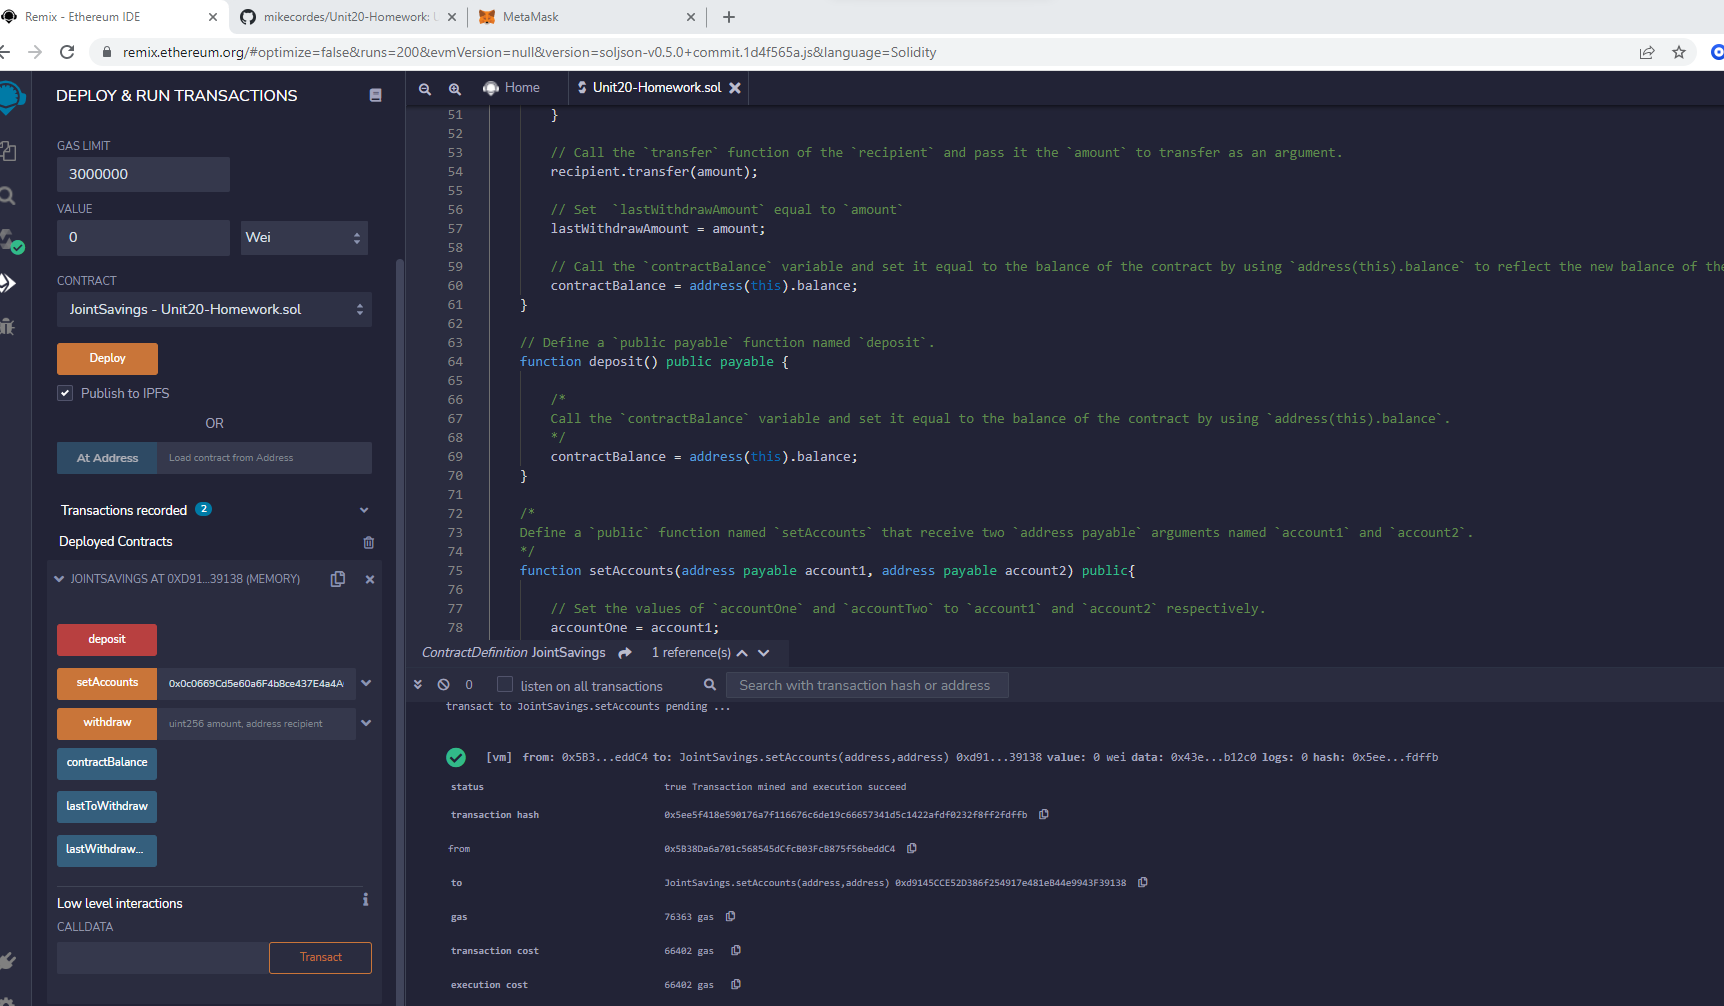 Remix - Ethereum IDE
mikecordes/Unit20-Homework:
MetaMask
remix.ethereum.org/#optimize=false&runs=200&evmVersion=null&version=soljson-v0.5.0+commit.1d4f565a.js&language=Solidity
DEPLOY & RUN TRANSACTIONS
GAS LIMIT
3000000
VALUE
0
Wei
CONTRACT
JointSavings - Unit20-Homework.sol
Deploy
Publish to IPFS
OR
At Address
Load contract from Address
Transactions recorded 2
Deployed Contracts
JOINTSAVINGS AT 0XD91...39138 (MEMORY)
deposit
setAccounts
0x0c0669Cd5e60a6F4b8ce437E4a4A
withdraw
uint256 amount, address recipient
contractBalance
lastToWithdraw
lastWithdraw...
Low level interactions
i
CALLDATA
Transact
Home
Unit20-Homework.sol
51 }
52
53 // Call the `transfer` function of the `recipient` and pass it the `amount` to transfer as an argument.
54 recipient.transfer(amount);
55
56 // Set  `lastWithdrawAmount` equal to `amount`
57 lastWithdrawAmount = amount;
58
59 // Call the `contractBalance` variable and set it equal to the balance of the contract by using `address(this).balance` to reflect the new balance of the
60 contractBalance = address(this).balance;
61 }
62
63 // Define a `public payable` function named `deposit`.
64 function deposit() public payable {
65
66 /*
67 Call the `contractBalance` variable and set it equal to the balance of the contract by using `address(this).balance`.
68 */
69 contractBalance = address(this).balance;
70 }
71
72 /*
73 Define a `public` function named `setAccounts` that receive two `address payable` arguments named `account1` and `account2`.
74 */
75 function setAccounts(address payable account1, address payable account2) public{
76
77 // Set the values of `accountOne` and `accountTwo` to `account1` and `account2` respectively.
78 accountOne = account1;
ContractDefinition JointSavings 1 reference(s)
0 listen on all transactions
Search with transaction hash or address
transact to JointSavings.setAccounts pending ...
[vm] from: 0x5B3...eddC4 to: JointSavings.setAccounts(address,address) 0xd91...39138 value: 0 wei data: 0x43e...b12c0 logs: 0 hash: 0x5ee...fdffb
status true Transaction mined and execution succeed
transaction hash 0x5ee5f418e590176a7f116676c6de19c66657341d5c1422afdf0232f8ff2fdffb
from 0x5B38Da6a701c568545dCfcB03FcB875f56beddC4
to JointSavings.setAccounts(address,address) 0xd9145CCE52D386f254917e481eB44e9943F39138
gas 76363 gas
transaction cost 66402 gas
execution cost 66402 gas